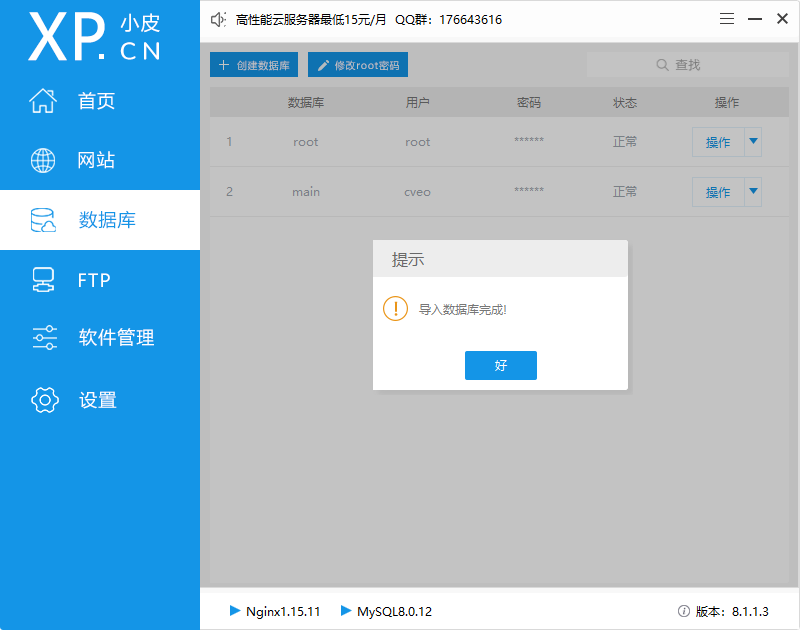 XP.CN 小皮
高性能云服务器最低15元/月 QQ群：176643616
首页
网站
数据库
FTP
软件管理
设置
创建数据库 修改root密码 查找
数据库 用户 密码 状态 操作
1 root root ****** 正常 操作
2 main cveo ****** 正常 操作
提示
导入数据库完成!
好
Nginx1.15.11 MySQL8.0.12 版本：8.1.1.3